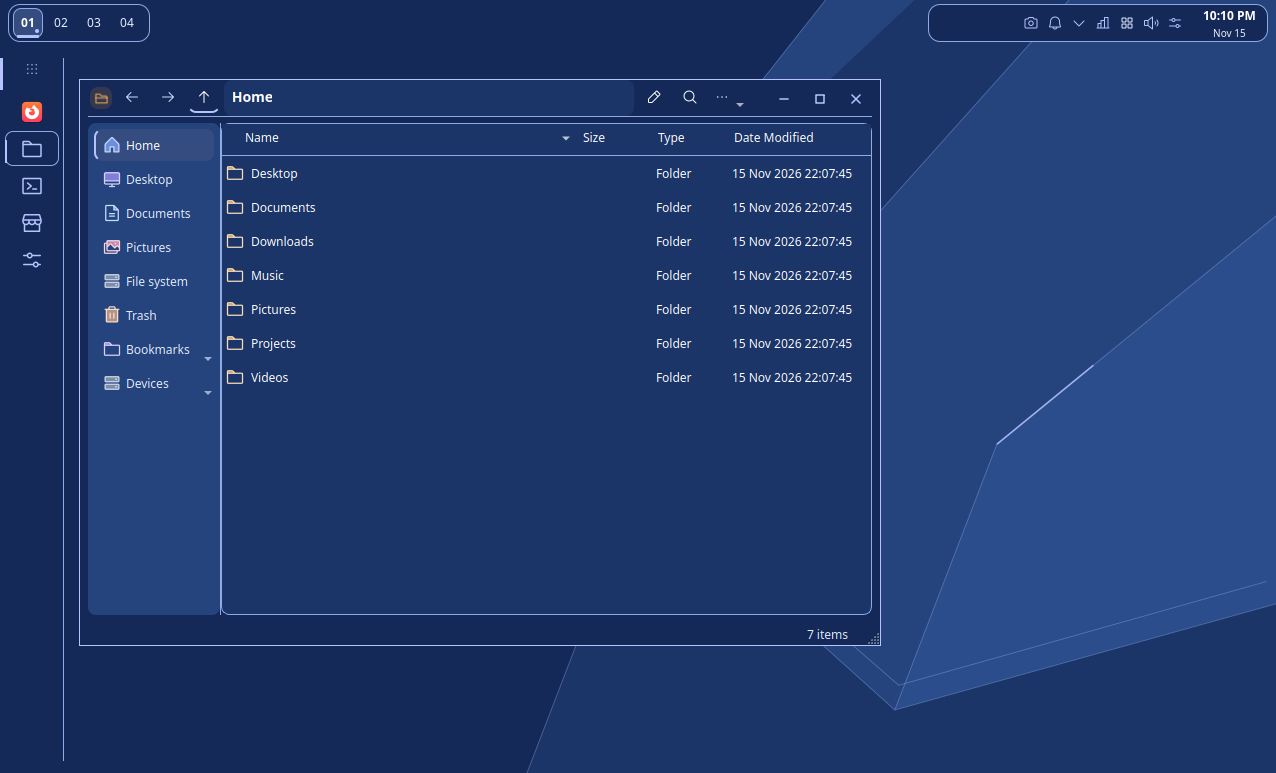 01 02 03 04
10:10 PM
Nov 15
Home
Name Size Type Date Modified
Home
Desktop
Documents
Pictures
File system
Trash
Bookmarks
Devices
Desktop Folder 15 Nov 2026 22:07:45
Documents Folder 15 Nov 2026 22:07:45
Downloads Folder 15 Nov 2026 22:07:45
Music Folder 15 Nov 2026 22:07:45
Pictures Folder 15 Nov 2026 22:07:45
Projects Folder 15 Nov 2026 22:07:45
Videos Folder 15 Nov 2026 22:07:45
7 items